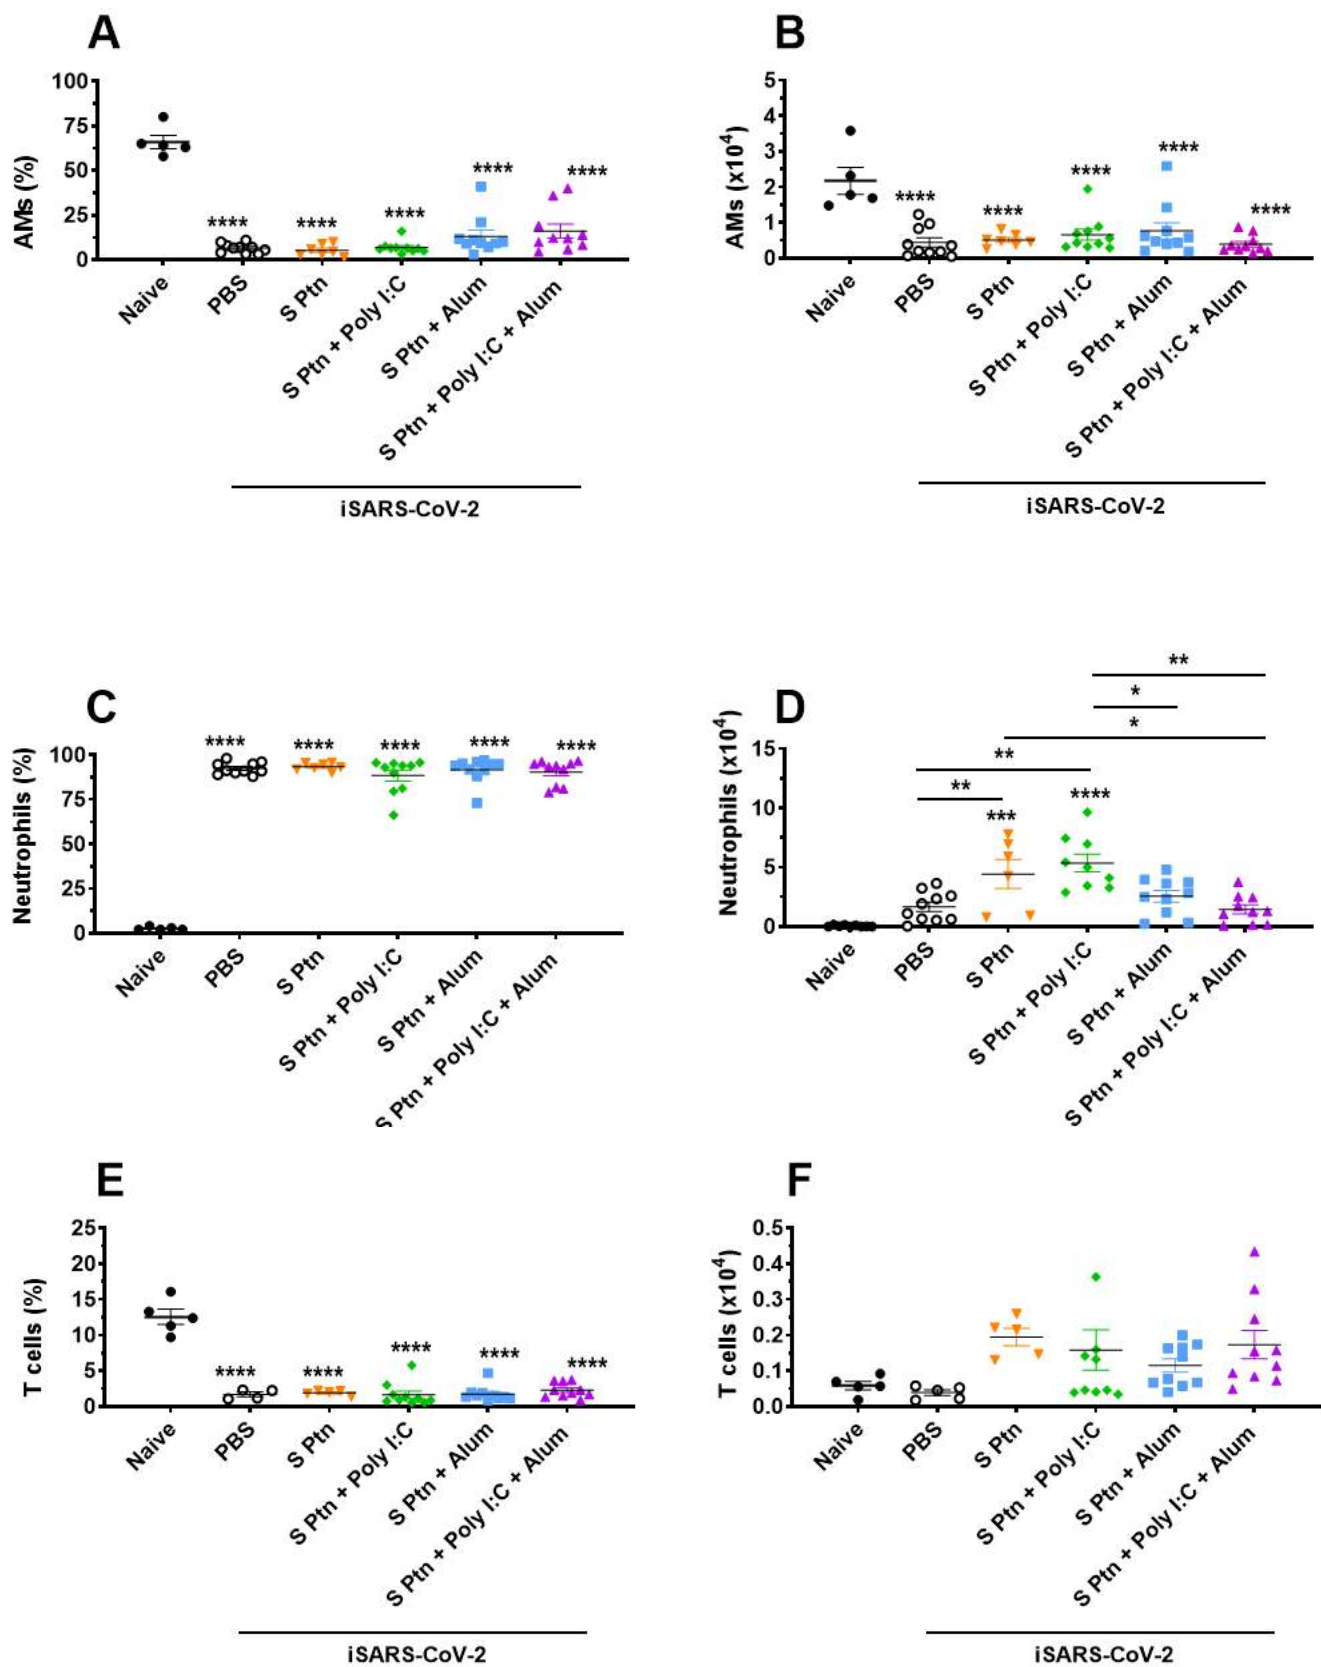 A
AMs (%)
100
75
50
25
0
****
****
****
****
****
Naive
PBS
S Ptn
S Ptn + Poly I:C
S Ptn + Alum
S Ptn + Poly I:C + Alum
iSARS-CoV-2
B
AMs (x10⁴)
5
4
3
2
1
0
****
****
****
****
****
Naive
PBS
S Ptn
S Ptn + Poly I:C
S Ptn + Alum
S Ptn + Poly I:C + Alum
iSARS-CoV-2
C
Neutrophils (%)
100
75
50
25
0
****
****
****
****
****
Naive
PBS
S Ptn
S Ptn + Poly I:C
S Ptn + Alum
S Ptn + Poly I:C + Alum
D
Neutrophils (x10⁴)
15
10
5
0
**
*
*
**
**
***
****
Naive
PBS
S Ptn
S Ptn + Poly I:C
S Ptn + Alum
S Ptn + Poly I:C + Alum
E
T cells (%)
25
20
15
10
5
0
****
****
****
****
****
Naive
PBS
S Ptn
S Ptn + Poly I:C
S Ptn + Alum
S Ptn + Poly I:C + Alum
iSARS-CoV-2
F
T cells (x10⁴)
0.5
0.4
0.3
0.2
0.1
0.0
Naive
PBS
S Ptn
S Ptn + Poly I:C
S Ptn + Alum
S Ptn + Poly I:C + Alum
iSARS-CoV-2